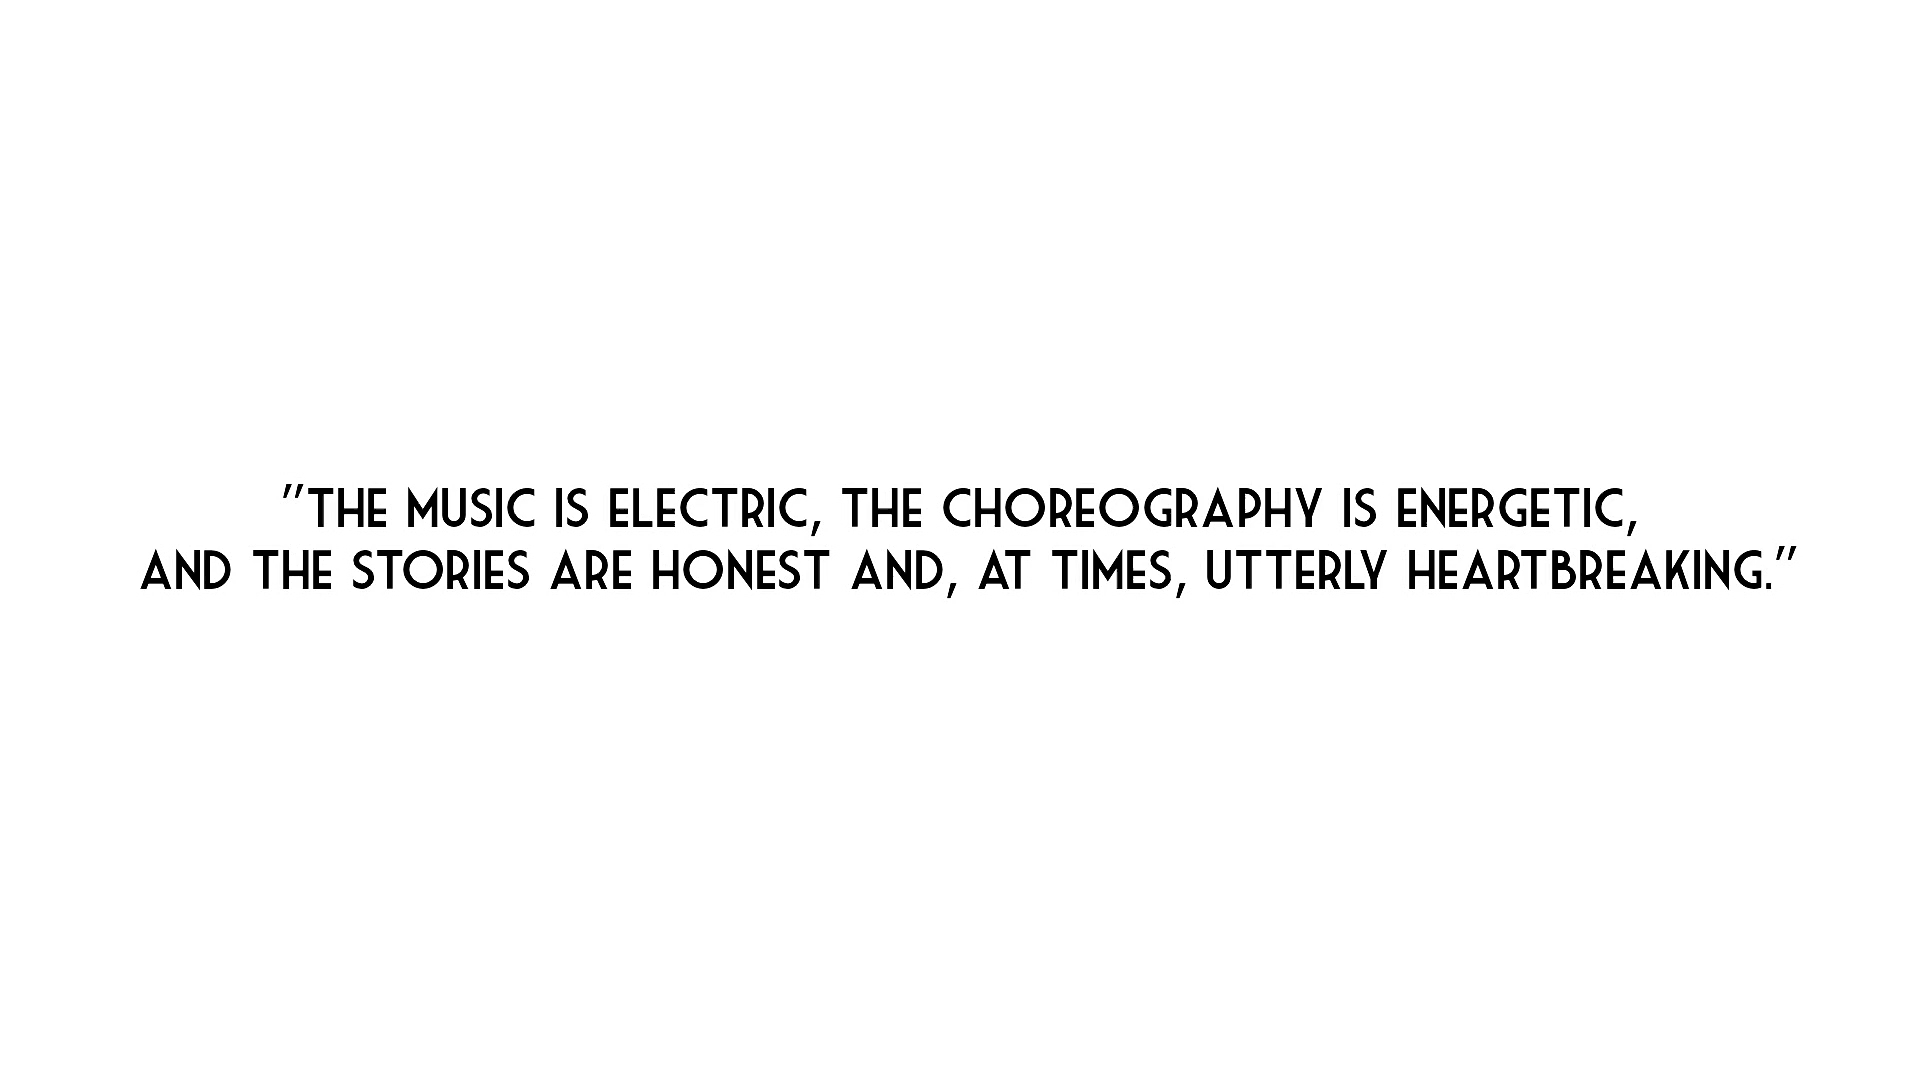 "THE MUSIC IS ELECTRIC, THE CHOREOGRAPHY IS ENERGETIC,
AND THE STORIES ARE HONEST AND, AT TIMES, UTTERLY HEARTBREAKING."